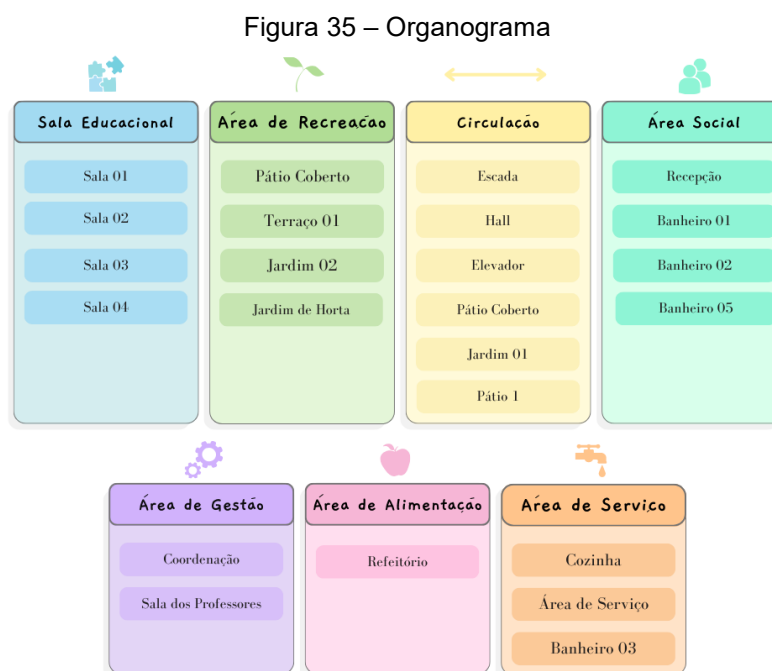 Figura 35 – Organograma
Sala Educacional
Sala 01
Sala 02
Sala 03
Sala 04
Área de Recreação
Pátio Coberto
Terraço 01
Jardim 02
Jardim de Horta
Circulação
Escada
Hall
Elevador
Pátio Coberto
Jardim 01
Pátio 1
Área Social
Recepção
Banheiro 01
Banheiro 02
Banheiro 05
Área de Gestão
Coordenação
Sala dos Professores
Área de Alimentação
Refeitório
Área de Serviço
Cozinha
Área de Serviço
Banheiro 03